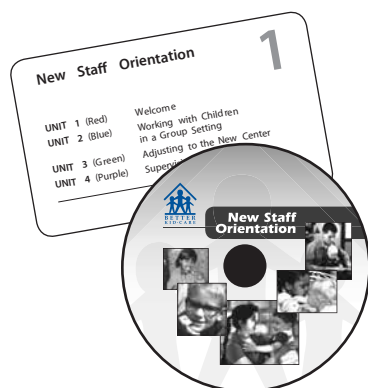 New Staff Orientation 1
UNIT 1 (Red) Welcome
UNIT 2 (Blue) Working with Children
in a Group Setting
UNIT 3 (Green) Adjusting to the New Center
UNIT 4 (Purple)
BETTER
KID CARE
New Staff
Orientation